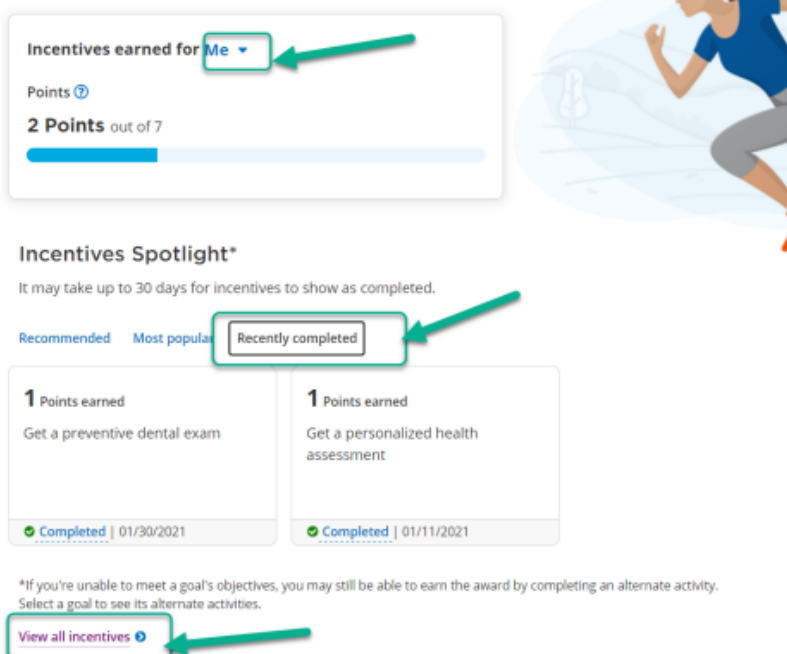 Incentives earned for Me
Points ?
2 Points out of 7
Incentives Spotlight*
It may take up to 30 days for incentives to show as completed.
Recommended Most popular Recently completed
1 Points earned
Get a preventive dental exam
Completed | 01/30/2021
1 Points earned
Get a personalized health
assessment
Completed | 01/11/2021
*If you're unable to meet a goal's objectives, you may still be able to earn the award by completing an alternate activity.
Select a goal to see its alternate activities.
View all incentives